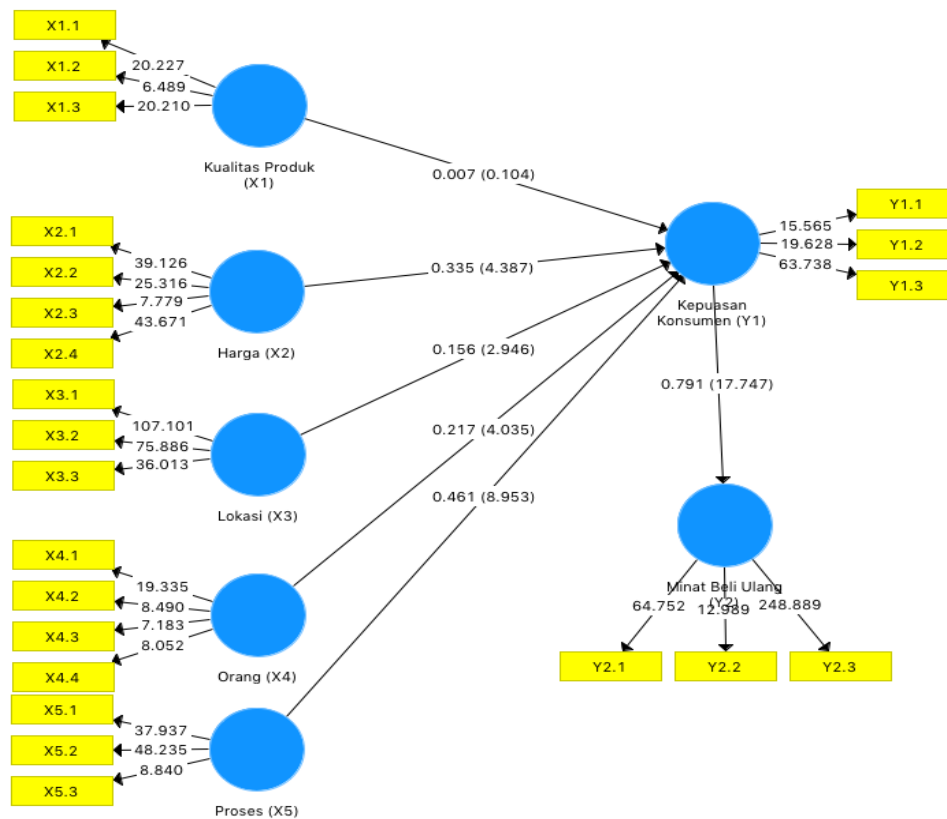 X1.1
X1.2
X1.3
20.227
6.489
20.210
Kualitas Produk
(X1)
0.007 (0.104)
X2.1
X2.2
X2.3
X2.4
39.126
25.316
7.779
43.671
Harga (X2)
0.335 (4.387)
X3.1
X3.2
X3.3
107.101
75.886
36.013
Lokasi (X3)
0.156 (2.946)
X4.1
X4.2
X4.3
X4.4
19.335
8.490
7.183
8.052
Orang (X4)
0.217 (4.035)
X5.1
X5.2
X5.3
37.937
48.235
8.840
Proses (X5)
0.461 (8.953)
Kepuasan
Konsumen (Y1)
15.565
19.628
63.738
Y1.1
Y1.2
Y1.3
0.791 (17.747)
Minat Beli Ulang
(Y2)
64.752
12.989
248.889
Y2.1
Y2.2
Y2.3